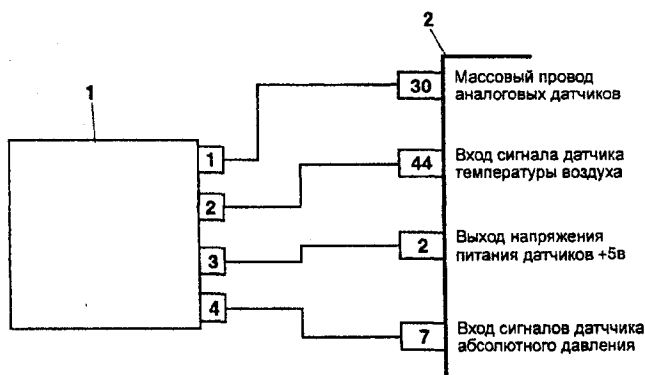 2
1
30
Массовый провод
аналоговых датчиков
1
44
Вход сигнала датчика
температуры воздуха
2
2
Выход напряжения
питания датчиков +5в
3
4
7
Вход сигналов датччика
абсолютного давления